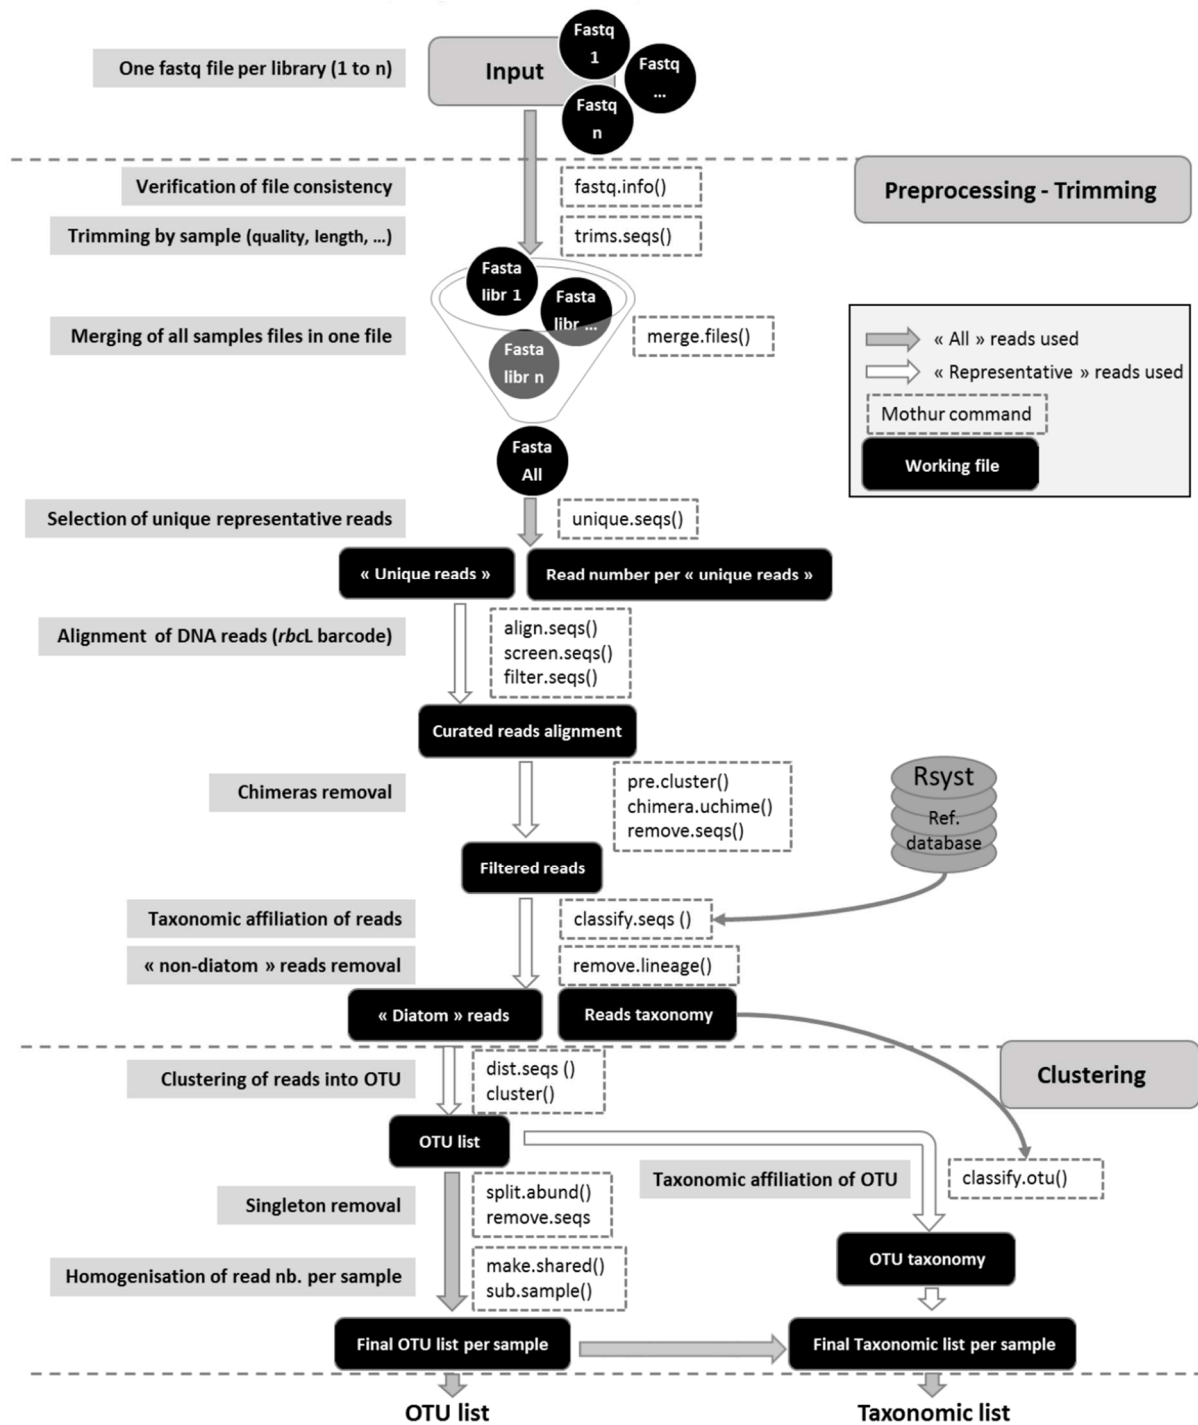 One fastq file per library (1 to n)
Input
Fastq
1
Fastq
...
Fastq
n
Preprocessing - Trimming
Verification of file consistency
fastq.info()
Trimming by sample (quality, length, ...)
trims.seqs()
Fasta
libr 1
Fasta
libr ...
Fasta
libr n
Merging of all samples files in one file
merge.files()
« All » reads used
« Representative » reads used
Mothur command
Working file
Fasta
All
Selection of unique representative reads
unique.seqs()
« Unique reads »
Read number per « unique reads »
Alignment of DNA reads (rbcL barcode)
align.seqs()
screen.seqs()
filter.seqs()
Curated reads alignment
Chimeras removal
pre.cluster()
chimera.uchime()
remove.seqs()
Rsyst
Ref.
database
Filtered reads
Taxonomic affiliation of reads
classify.seqs ()
« non-diatom » reads removal
remove.lineage()
« Diatom » reads
Reads taxonomy
Clustering
Clustering of reads into OTU
dist.seqs ()
cluster()
OTU list
Taxonomic affiliation of OTU
classify.otu()
Singleton removal
split.abund()
remove.seqs
OTU taxonomy
Homogenisation of read nb. per sample
make.shared()
sub.sample()
Final OTU list per sample
Final Taxonomic list per sample
OTU list
Taxonomic list